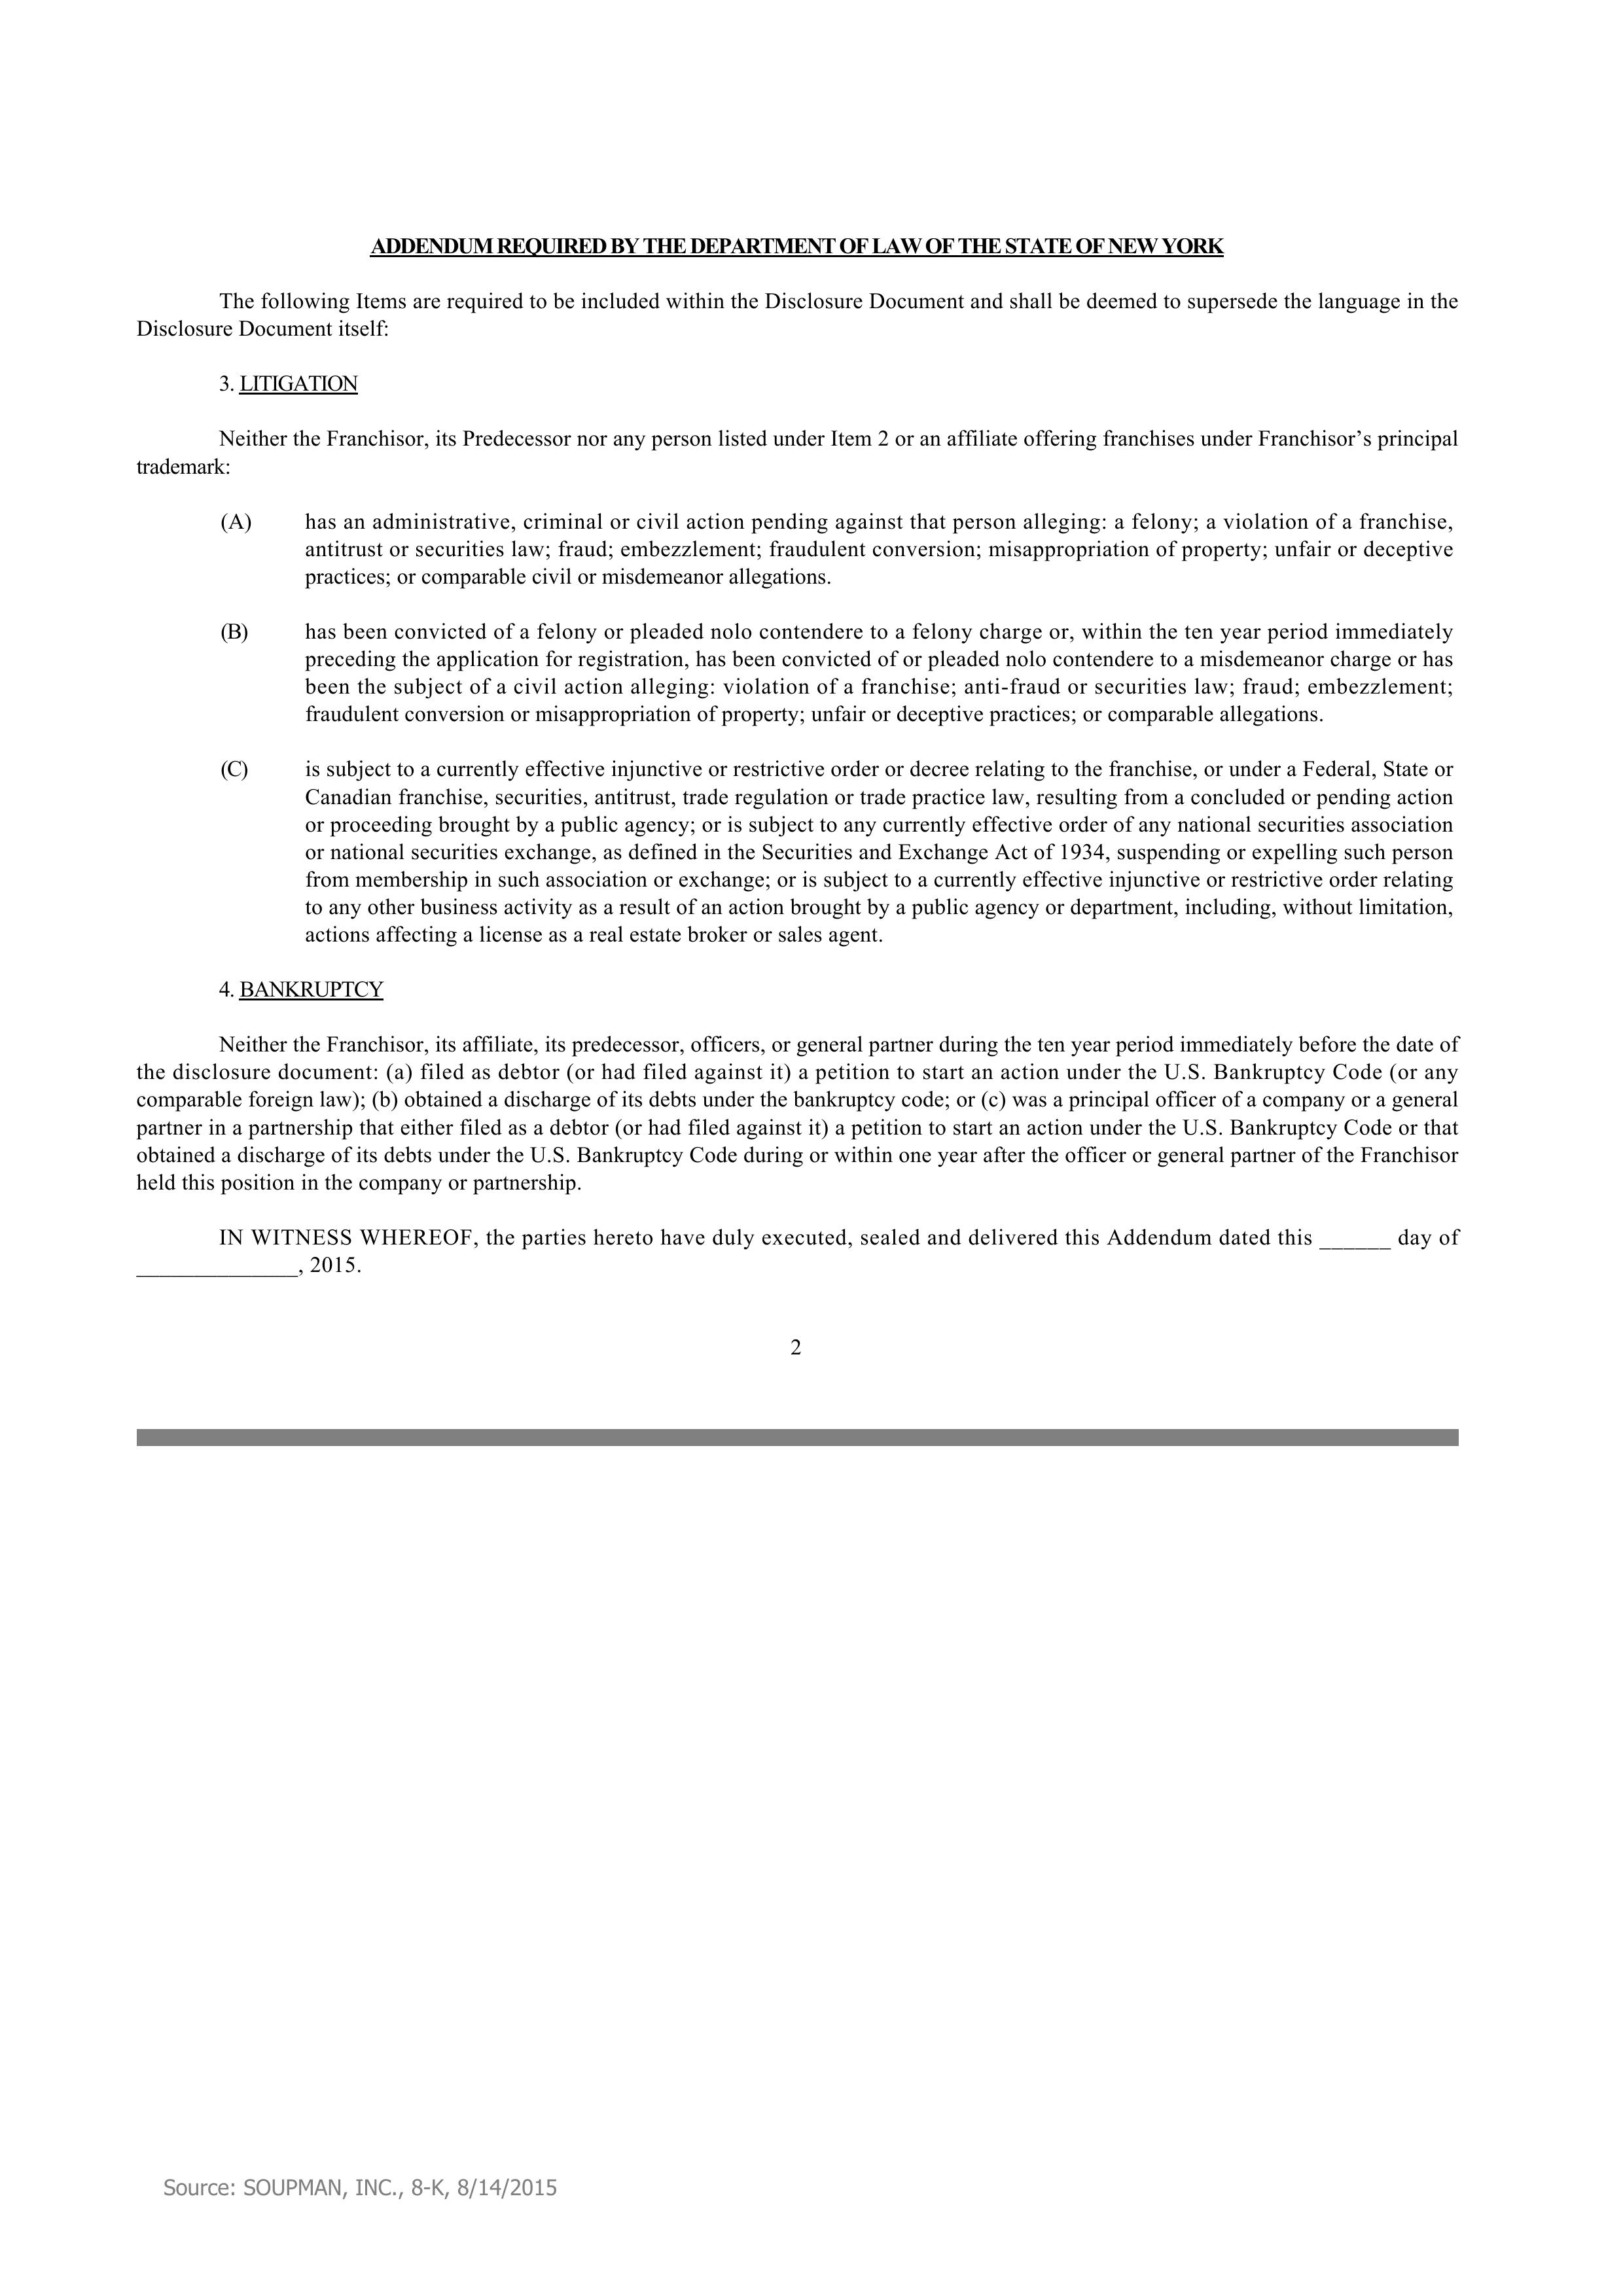 ADDENDUM REQUIRED BY THE DEPARTMENT OF LAW OF THE STATE OF NEW YORK
The following Items are required to be included within the Disclosure Document and shall be deemed to supersede the language in the
Disclosure Document itself:
3. LITIGATION
Neither the Franchisor, its Predecessor nor any person listed under Item 2 or an affiliate offering franchises under Franchisor’s principal
trademark:
(A) has an administrative, criminal or civil action pending against that person alleging: a felony; a violation of a franchise,
antitrust or securities law; fraud; embezzlement; fraudulent conversion; misappropriation of property; unfair or deceptive
practices; or comparable civil or misdemeanor allegations.
(B) has been convicted of a felony or pleaded nolo contendere to a felony charge or, within the ten year period immediately
preceding the application for registration, has been convicted of or pleaded nolo contendere to a misdemeanor charge or has
been the subject of a civil action alleging: violation of a franchise; anti-fraud or securities law; fraud; embezzlement;
fraudulent conversion or misappropriation of property; unfair or deceptive practices; or comparable allegations.
(C) is subject to a currently effective injunctive or restrictive order or decree relating to the franchise, or under a Federal, State or
Canadian franchise, securities, antitrust, trade regulation or trade practice law, resulting from a concluded or pending action
or proceeding brought by a public agency; or is subject to any currently effective order of any national securities association
or national securities exchange, as defined in the Securities and Exchange Act of 1934, suspending or expelling such person
from membership in such association or exchange; or is subject to a currently effective injunctive or restrictive order relating
to any other business activity as a result of an action brought by a public agency or department, including, without limitation,
actions affecting a license as a real estate broker or sales agent.
4. BANKRUPTCY
Neither the Franchisor, its affiliate, its predecessor, officers, or general partner during the ten year period immediately before the date of
the disclosure document: (a) filed as debtor (or had filed against it) a petition to start an action under the U.S. Bankruptcy Code (or any
comparable foreign law); (b) obtained a discharge of its debts under the bankruptcy code; or (c) was a principal officer of a company or a general
partner in a partnership that either filed as a debtor (or had filed against it) a petition to start an action under the U.S. Bankruptcy Code or that
obtained a discharge of its debts under the U.S. Bankruptcy Code during or within one year after the officer or general partner of the Franchisor
held this position in the company or partnership.
IN WITNESS WHEREOF, the parties hereto have duly executed, sealed and delivered this Addendum dated this ______ day of
______________, 2015.
2
Source: SOUPMAN, INC., 8-K, 8/14/2015